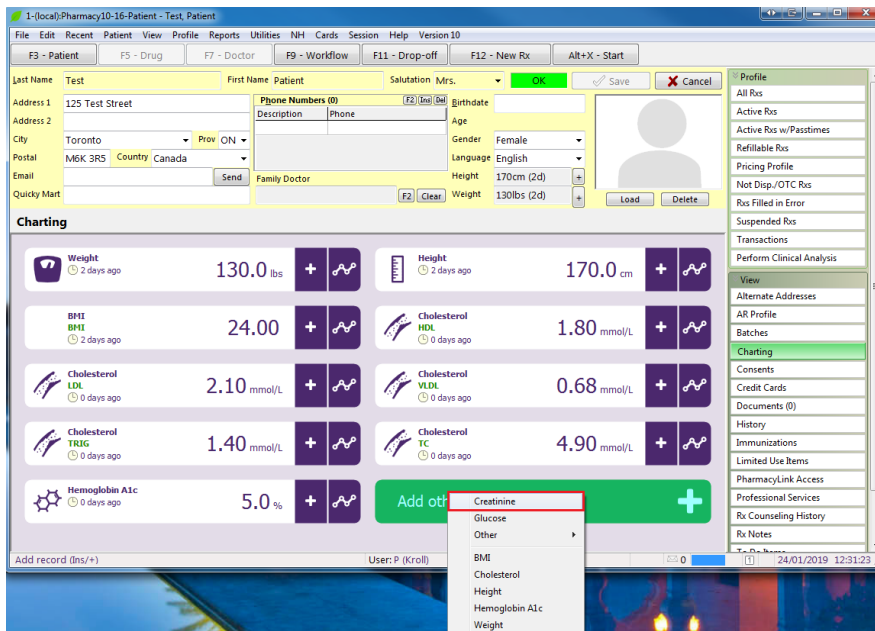 1-(local):Pharmacy10-16-Patient - Test, Patient
File Edit Recent Patient View Profile Reports Utilities NH Cards Session Help Version 10
F3 - Patient F5 - Drug F7 - Doctor F9 - Workflow F11 - Drop-off F12 - New Rx Alt+X - Start
Last Name Test First Name Patient Salutation Mrs. OK Save Cancel
Address 1 125 Test Street Phone Numbers (0) F2 Ins Del Birthdate
Address 2 Description Phone Age
City Toronto Prov ON Gender Female
Postal M6K 3R5 Country Canada Language English
Email Send Family Doctor Height 170cm (2d) +
Quicky Mart F2 Clear Weight 130lbs (2d) + Load Delete
Charting
Weight
2 days ago
130.0 lbs
Height
2 days ago
170.0 cm
BMI
BMI
2 days ago
24.00
Cholesterol
HDL
0 days ago
1.80 mmol/L
Cholesterol
LDL
0 days ago
2.10 mmol/L
Cholesterol
VLDL
0 days ago
0.68 mmol/L
Cholesterol
TRIG
0 days ago
1.40 mmol/L
Cholesterol
TC
0 days ago
4.90 mmol/L
Hemoglobin A1c
0 days ago
5.0 %
Add oth
Creatinine
Glucose
Other
BMI
Cholesterol
Height
Hemoglobin A1c
Weight
Profile
All Rxs
Active Rxs
Active Rxs w/Passtimes
Refillable Rxs
Pricing Profile
Not Disp./OTC Rxs
Rxs Filled in Error
Suspended Rxs
Transactions
Perform Clinical Analysis
View
Alternate Addresses
AR Profile
Batches
Charting
Consents
Credit Cards
Documents (0)
History
Immunizations
Limited Use Items
PharmacyLink Access
Professional Services
Rx Counseling History
Rx Notes
To Do Items
Add record (Ins/+) User: P (Kroll) 0 1 24/01/2019 12:31:23